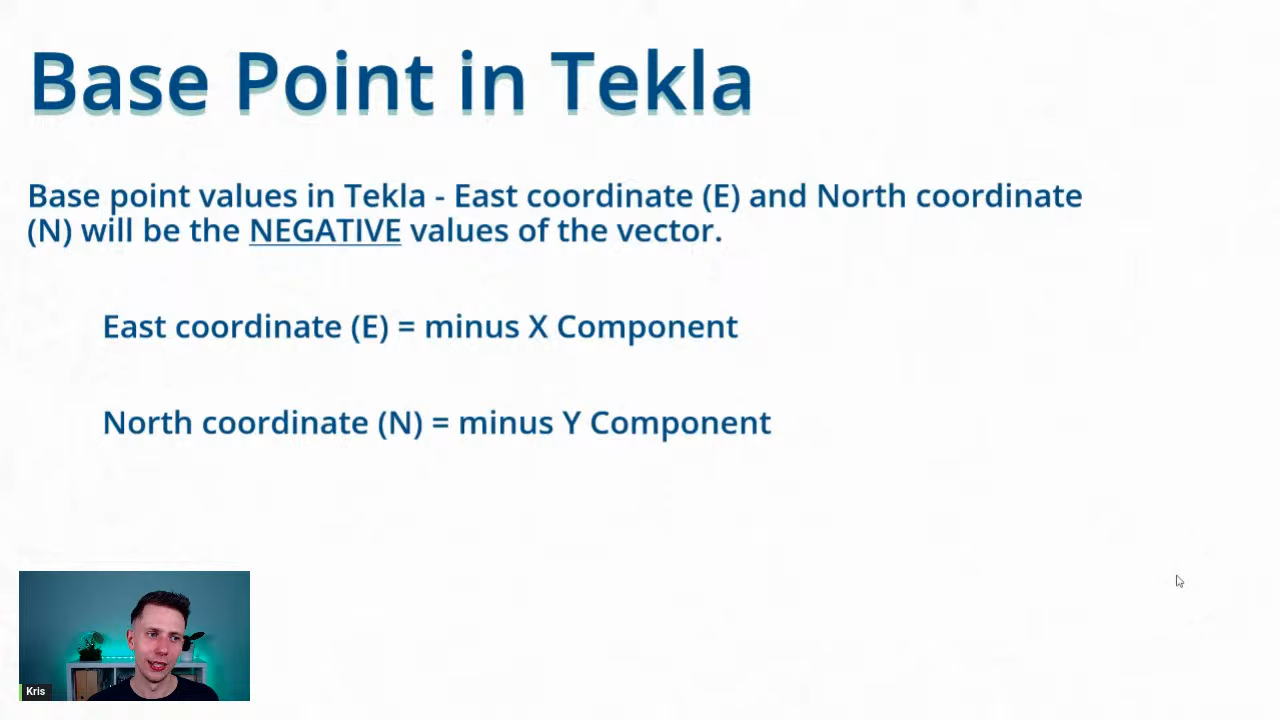 Base Point in Tekla
Base point values in Tekla - East coordinate (E) and North coordinate
(N) will be the NEGATIVE values of the vector.
East coordinate (E) = minus X Component
North coordinate (N) = minus Y Component
Kris